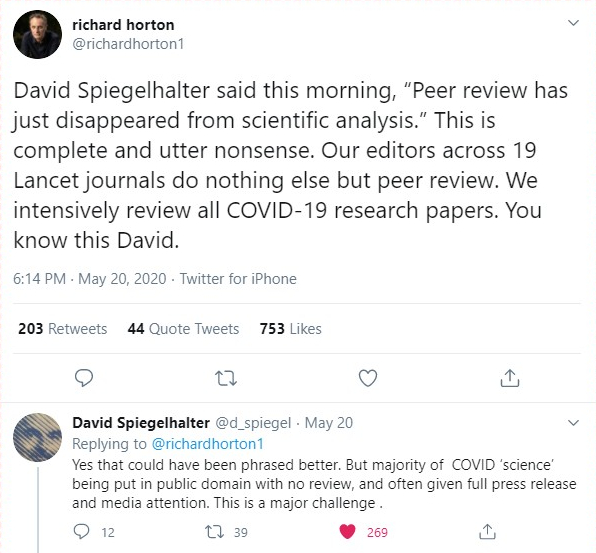 richard horton
@richardhorton1
David Spiegelhalter said this morning, “Peer review has
just disappeared from scientific analysis.” This is
complete and utter nonsense. Our editors across 19
Lancet journals do nothing else but peer review. We
intensively review all COVID-19 research papers. You
know this David.
6:14 PM · May 20, 2020 · Twitter for iPhone
203 Retweets 44 Quote Tweets 753 Likes
David Spiegelhalter @d_spiegel · May 20
Replying to @richardhorton1
Yes that could have been phrased better. But majority of COVID 'science'
being put in public domain with no review, and often given full press release
and media attention. This is a major challenge .
12 39 269